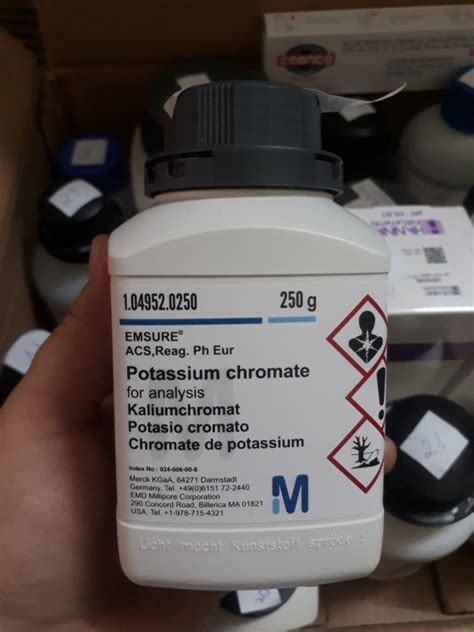 1.04952.0250
250 g
EMSURE®
ACS,Reag. Ph Eur
Potassium chromate
for analysis
Kaliumchromat
Potasio cromato
Chromate de potassium
Index No.: 024-006-00-8
Merck KGaA, 64271 Darmstadt
Germany, Tel. +49(0)6151 72-2440
EMD Millipore Corporation
290 Concord Road, Billerica MA 01821
USA, Tel. +1-978-715-4321
M
Licht macht Kunststoff spröde !
HANNA
21